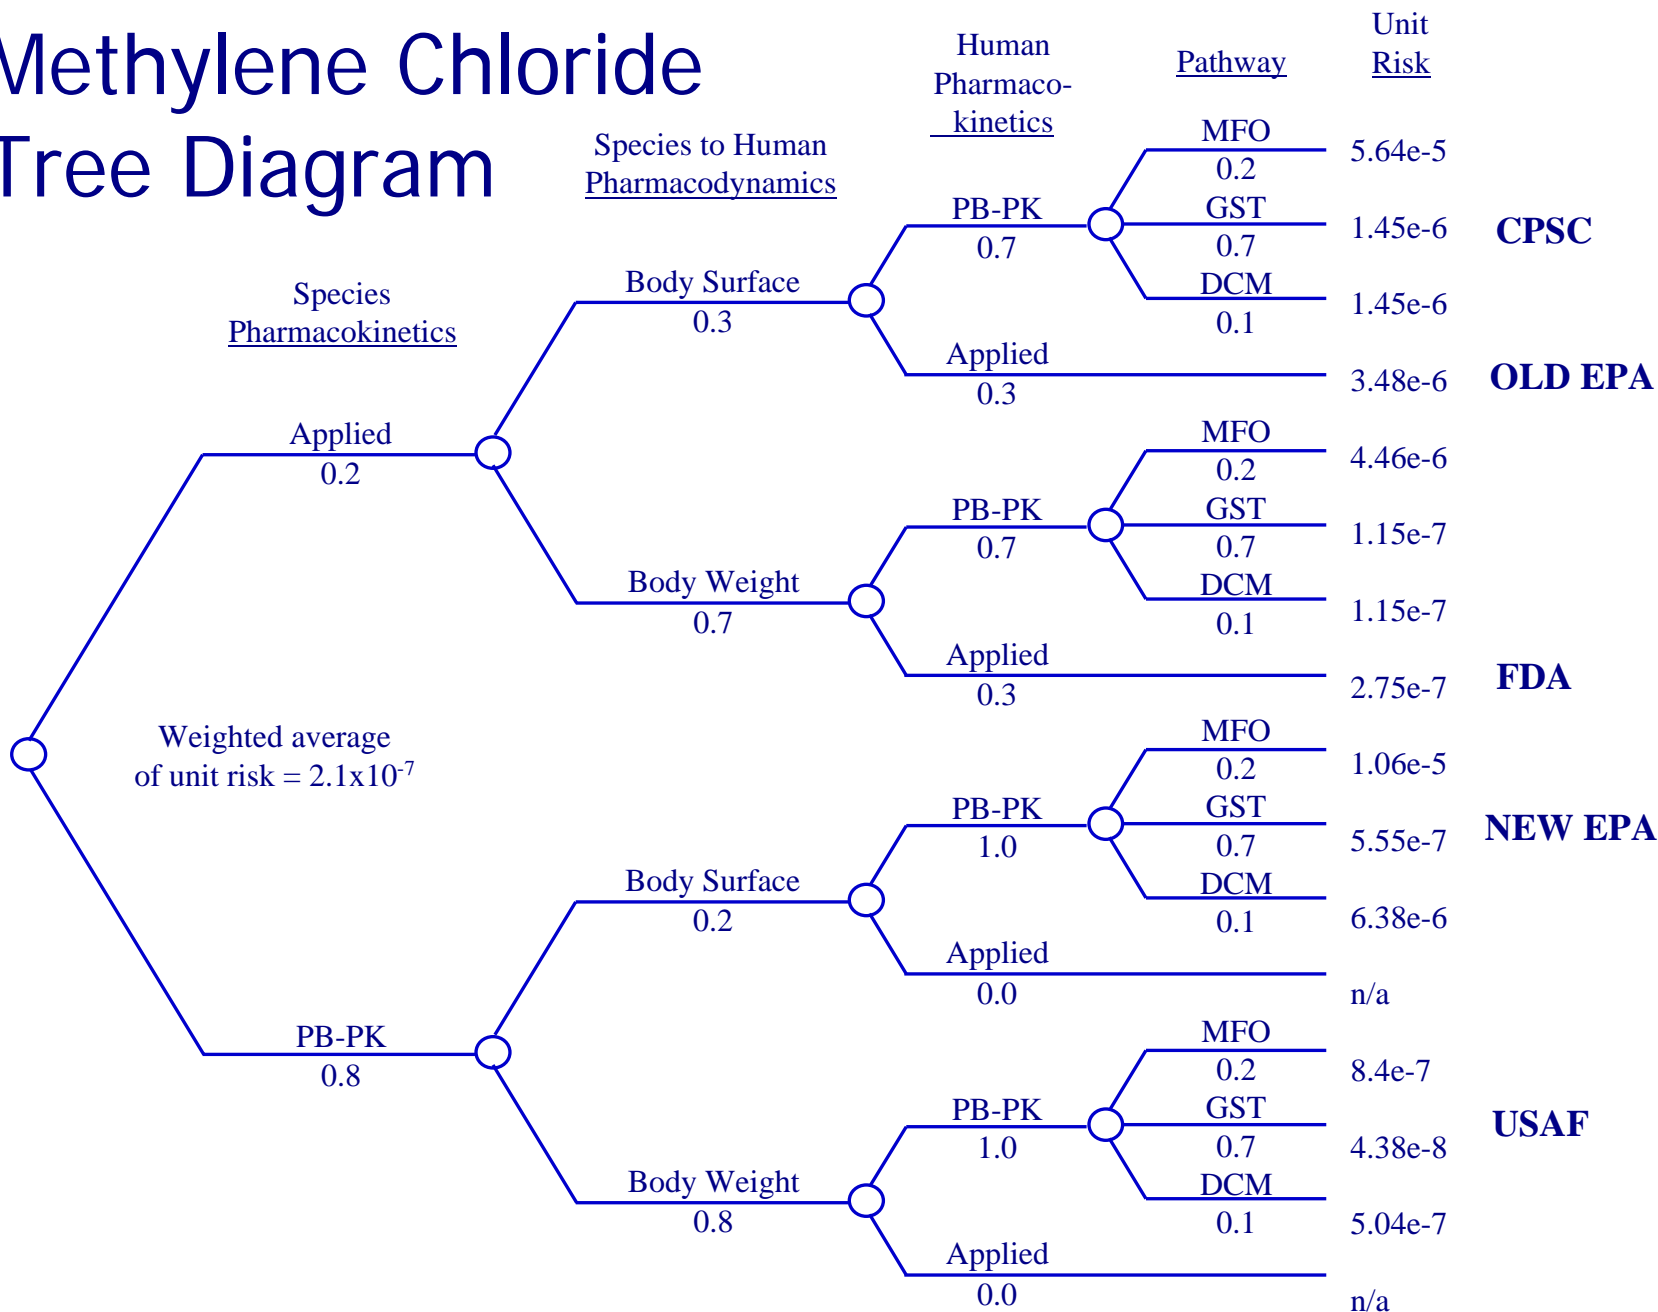 Methylene Chloride
Tree Diagram
Species
Pharmacokinetics
Species to Human
Pharmacodynamics
Human
Pharmaco-
kinetics
Pathway
Unit
Risk
Applied
0.2
PB-PK
0.8
Weighted average
of unit risk = 2.1x10-7
Body Surface
0.3
Body Weight
0.7
Body Surface
0.2
Body Weight
0.8
PB-PK
0.7
Applied
0.3
PB-PK
0.7
Applied
0.3
PB-PK
1.0
Applied
0.0
PB-PK
1.0
Applied
0.0
MFO
0.2
5.64e-5
GST
0.7
1.45e-6
CPSC
DCM
0.1
1.45e-6
3.48e-6
OLD EPA
MFO
0.2
4.46e-6
GST
0.7
1.15e-7
DCM
0.1
1.15e-7
2.75e-7
FDA
MFO
0.2
1.06e-5
GST
0.7
5.55e-7
NEW EPA
DCM
0.1
6.38e-6
n/a
MFO
0.2
8.4e-7
GST
0.7
4.38e-8
USAF
DCM
0.1
5.04e-7
n/a